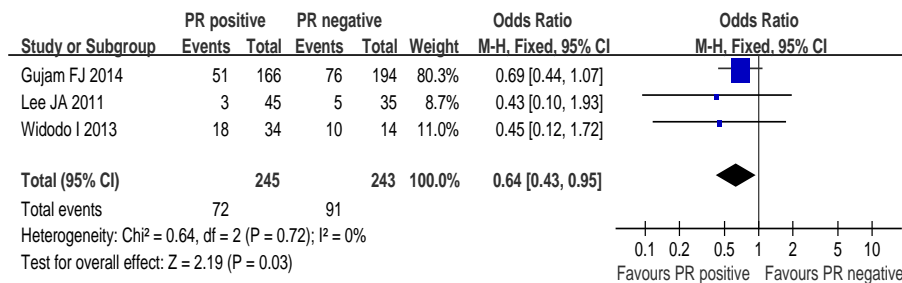 PR positive PR negative Odds Ratio Odds Ratio
Study or Subgroup Events Total Events Total Weight M-H, Fixed, 95% CI M-H, Fixed, 95% CI
Gujam FJ 2014 51 166 76 194 80.3% 0.69 [0.44, 1.07]
Lee JA 2011 3 45 5 35 8.7% 0.43 [0.10, 1.93]
Widodo I 2013 18 34 10 14 11.0% 0.45 [0.12, 1.72]
Total (95% CI) 245 243 100.0% 0.64 [0.43, 0.95]
Total events 72 91
Heterogeneity: Chi² = 0.64, df = 2 (P = 0.72); I² = 0%
Test for overall effect: Z = 2.19 (P = 0.03)
0.1 0.2 0.5 1 2 5 10
Favours PR positive Favours PR negative